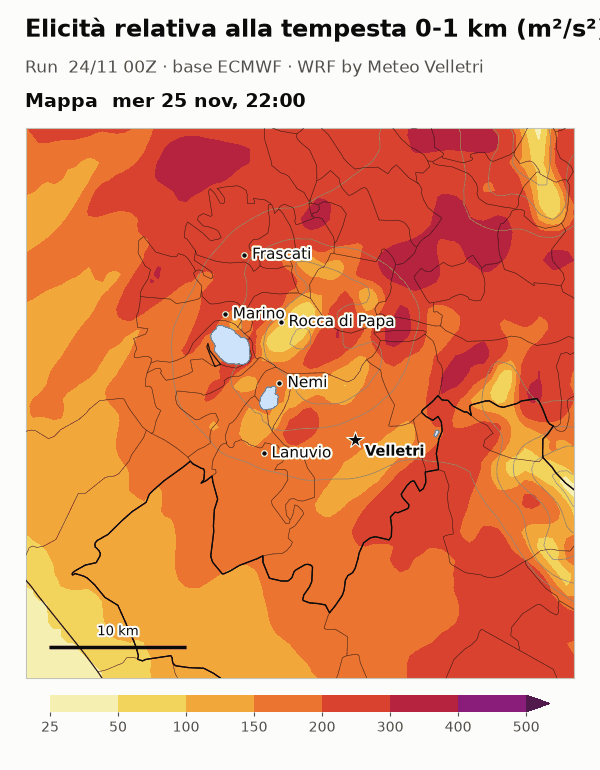 Elicità relativa alla tempesta 0-1 km (m²/s²)
Run  24/11 00Z · base ECMWF · WRF by Meteo Velletri
Mappa  mer 25 nov, 22:00
Frascati
Marino
Rocca di Papa
Nemi
Velletri
Lanuvio
10 km
25 50 100 150 200 300 400 500